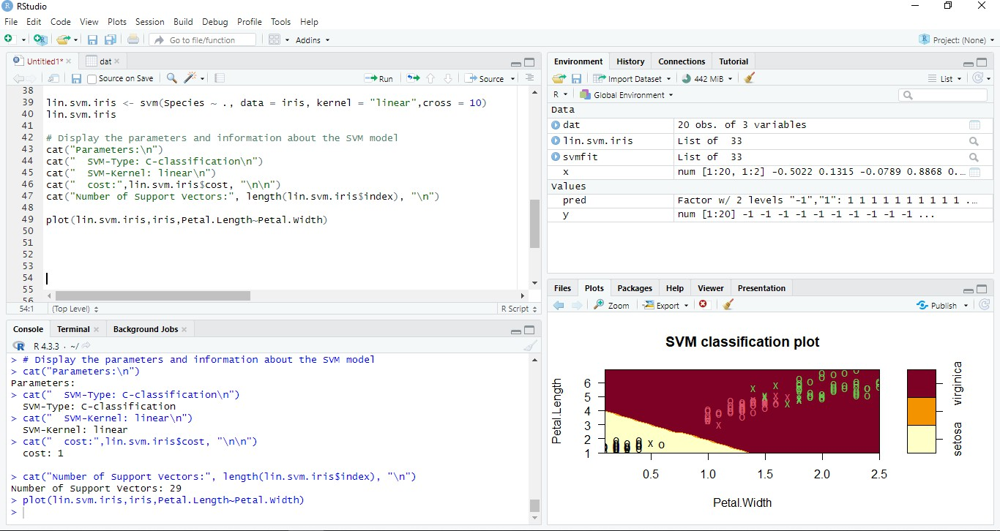 RStudio
File Edit Code View Plots Session Build Debug Profile Tools Help
Go to file/function Addins Project: (None)
Untitled1* dat
Source on Save Run Source
38
39 lin.svm.iris <- svm(Species ~ ., data = iris, kernel = "linear",cross = 10)
40 lin.svm.iris
41
42 # Display the parameters and information about the SVM model
43 cat("Parameters:\n")
44 cat("   SVM-Type: C-classification\n")
45 cat("   SVM-Kernel: linear\n")
46 cat("   cost:",lin.svm.iris$cost, "\n\n")
47 cat("Number of Support Vectors:", length(lin.svm.iris$index), "\n")
48
49 plot(lin.svm.iris,iris,Petal.Length~Petal.Width)
50
51
52
53
54
55
56
54:1 (Top Level) R Script
Console Terminal Background Jobs
R 4.3.3 · ~/
> # Display the parameters and information about the SVM model
> cat("Parameters:\n")
Parameters:
> cat("   SVM-Type: C-classification\n")
   SVM-Type: C-classification
> cat("   SVM-Kernel: linear\n")
   SVM-Kernel: linear
> cat("   cost:",lin.svm.iris$cost, "\n\n")
   cost: 1
> cat("Number of Support Vectors:", length(lin.svm.iris$index), "\n")
Number of Support Vectors: 29
> plot(lin.svm.iris,iris,Petal.Length~Petal.Width)
>
Environment History Connections Tutorial
Import Dataset 442 MiB List
R Global Environment
Data
dat 20 obs. of 3 variables
lin.svm.iris List of 33
svmfit List of 33
x num [1:20, 1:2] -0.5022 0.1315 -0.0789 0.8868 0...
Values
pred Factor w/ 2 levels "-1","1": 1 1 1 1 1 1 1 1 1 1 ...
y num [1:20] -1 -1 -1 -1 -1 -1 -1 -1 -1 -1 ...
Files Plots Packages Help Viewer Presentation
Zoom Export Publish
SVM classification plot
Petal.Length
6
5
4
3
2
1
0.5 1.0 1.5 2.0 2.5
Petal.Width
virginica
setosa